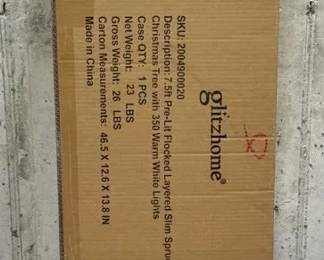 glitzhome®
SKU: 2004900020
Description: 7.5ft Pre-Lit Flocked Layered Slim Spru
Christmas Tree with 350 Warm White Lights
Case QTY: 1 PCS
Net Weight: 23 LBS
Gross Weight: 26 LBS
Carton Measurements: 46.5 X 12.6 X 13.8 IN
Made in China